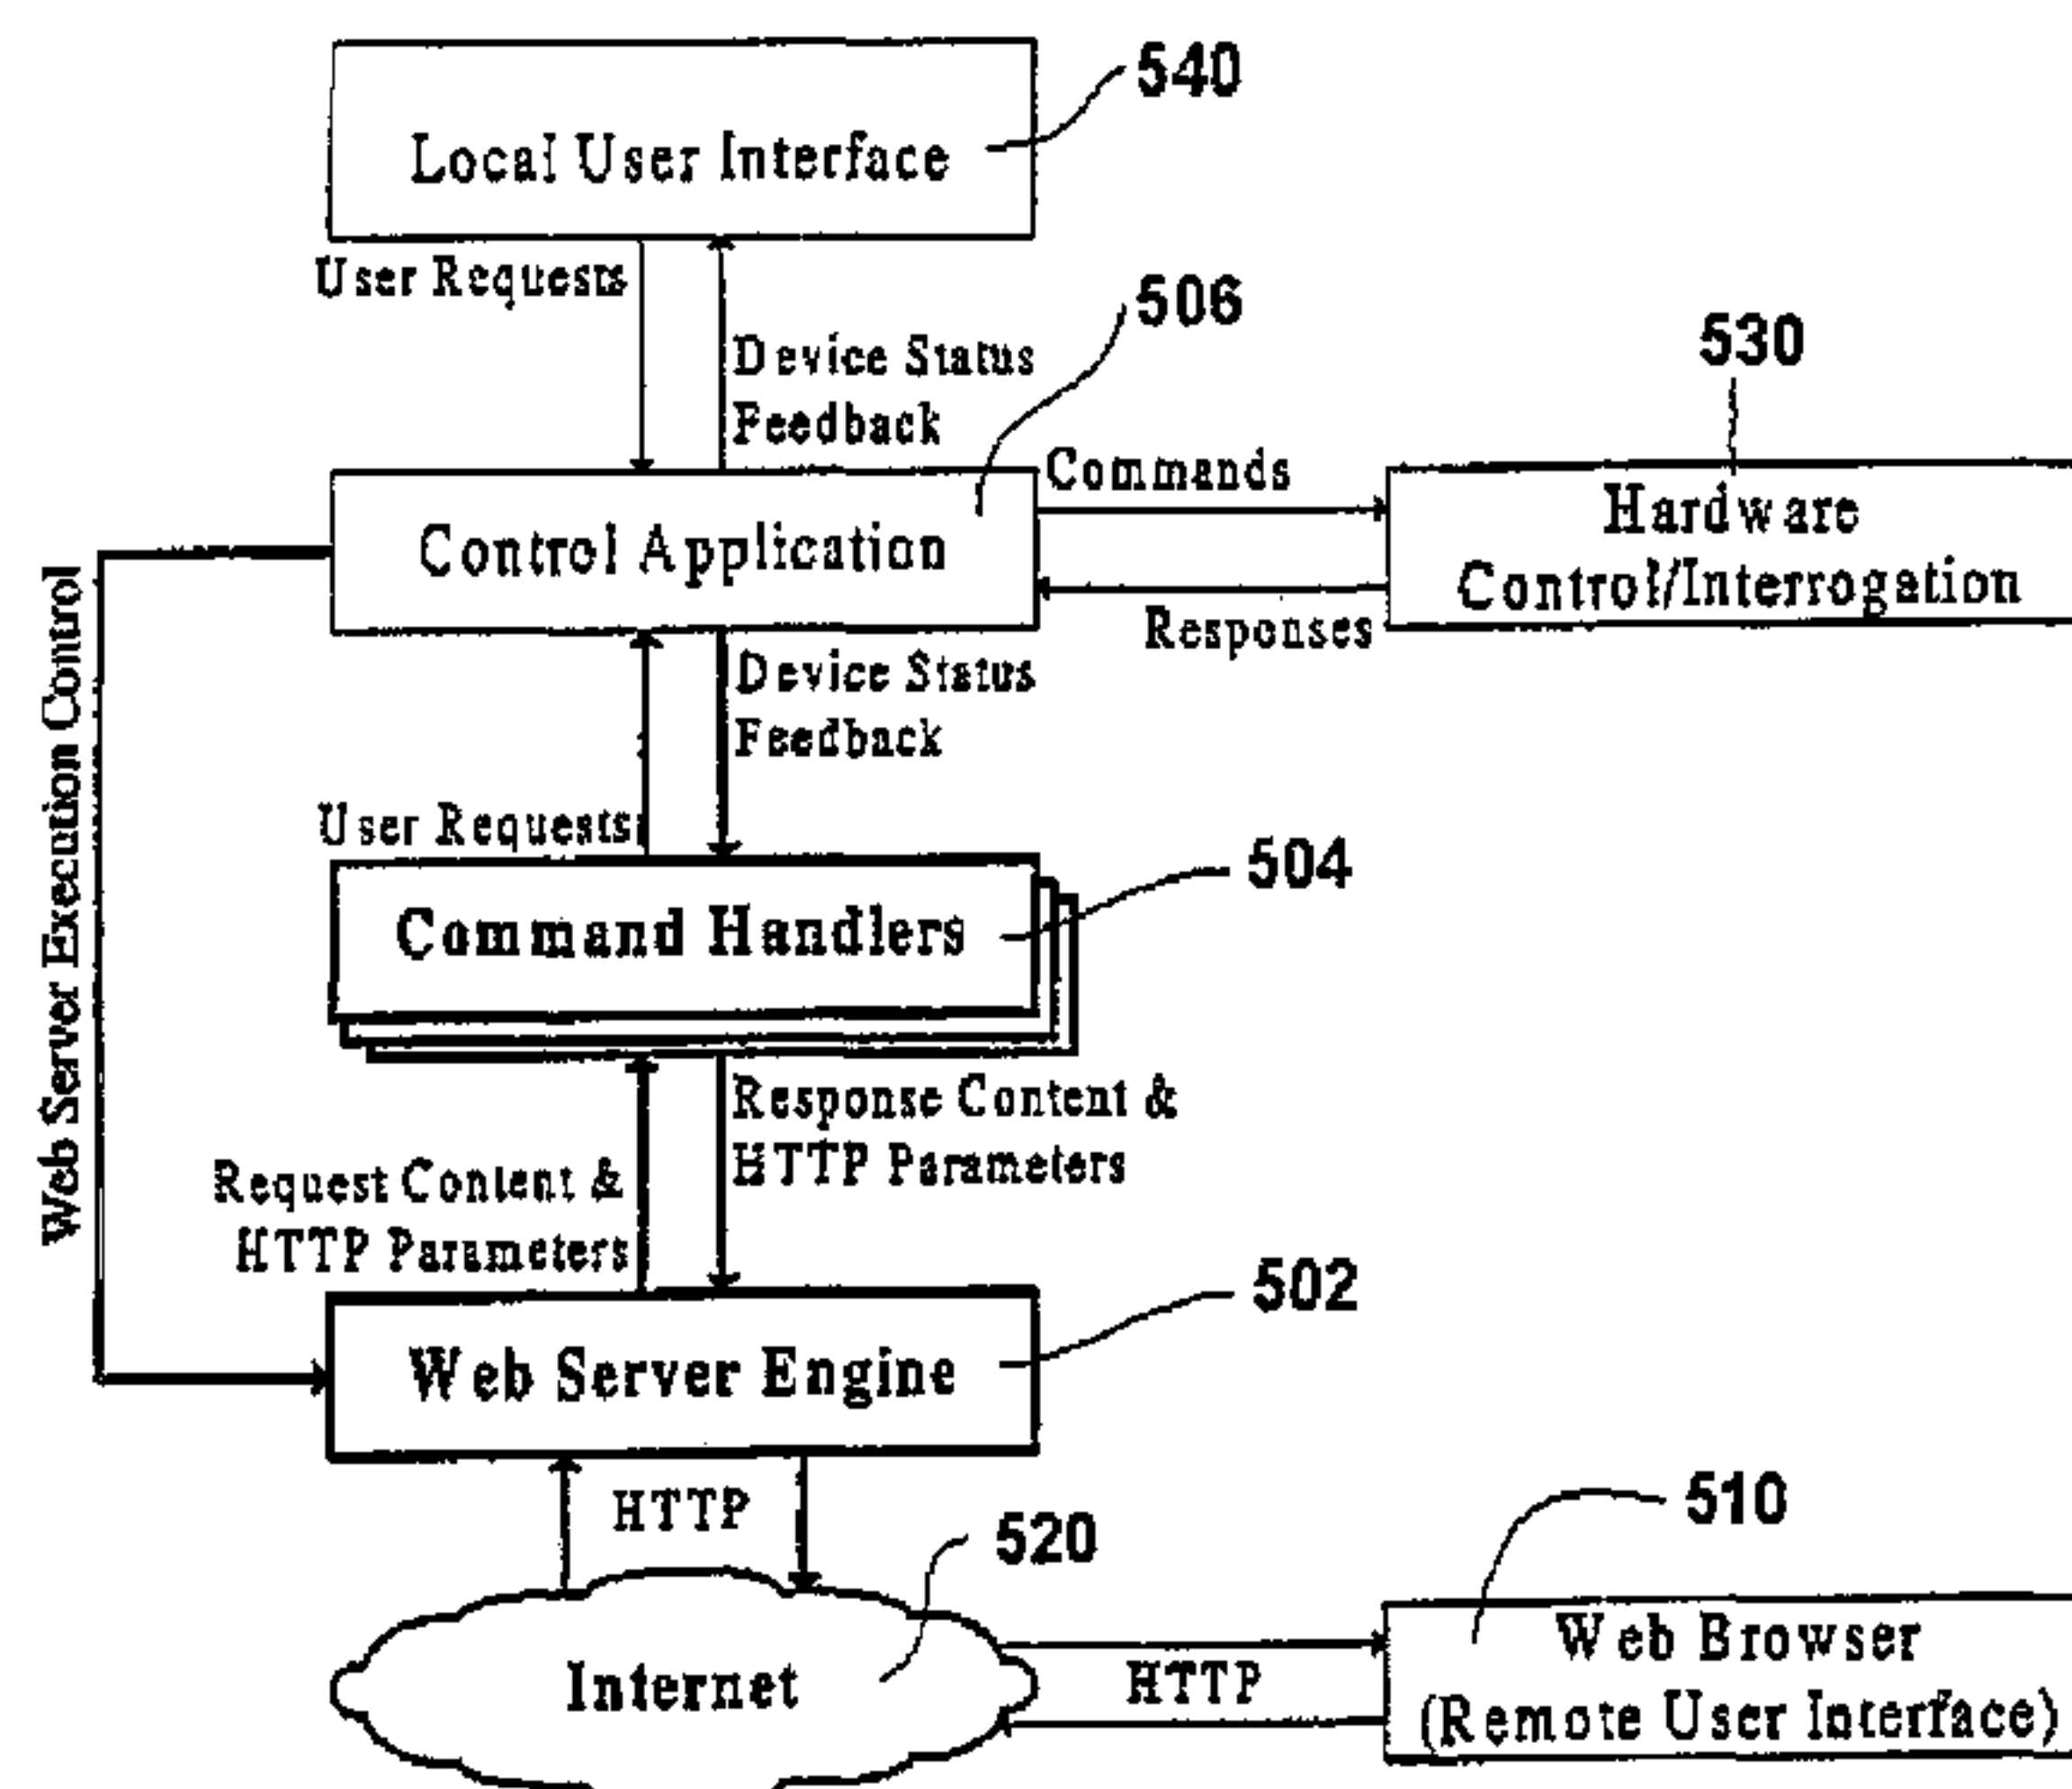 540
Local User Interface
User Requests
506
530
Device Status
Feedback
Commands
Hardware
Control/Interrogation
Control Application
Responses
Web Server Execution Control
Device Status
Feedback
User Requests
504
Command Handlers
Response Content &
HTTP Parameters
Request Content &
HTTP Parameters
502
Web Server Engine
HTTP
520
510
Internet
HTTP
Web Browser
(Remote User Interface)